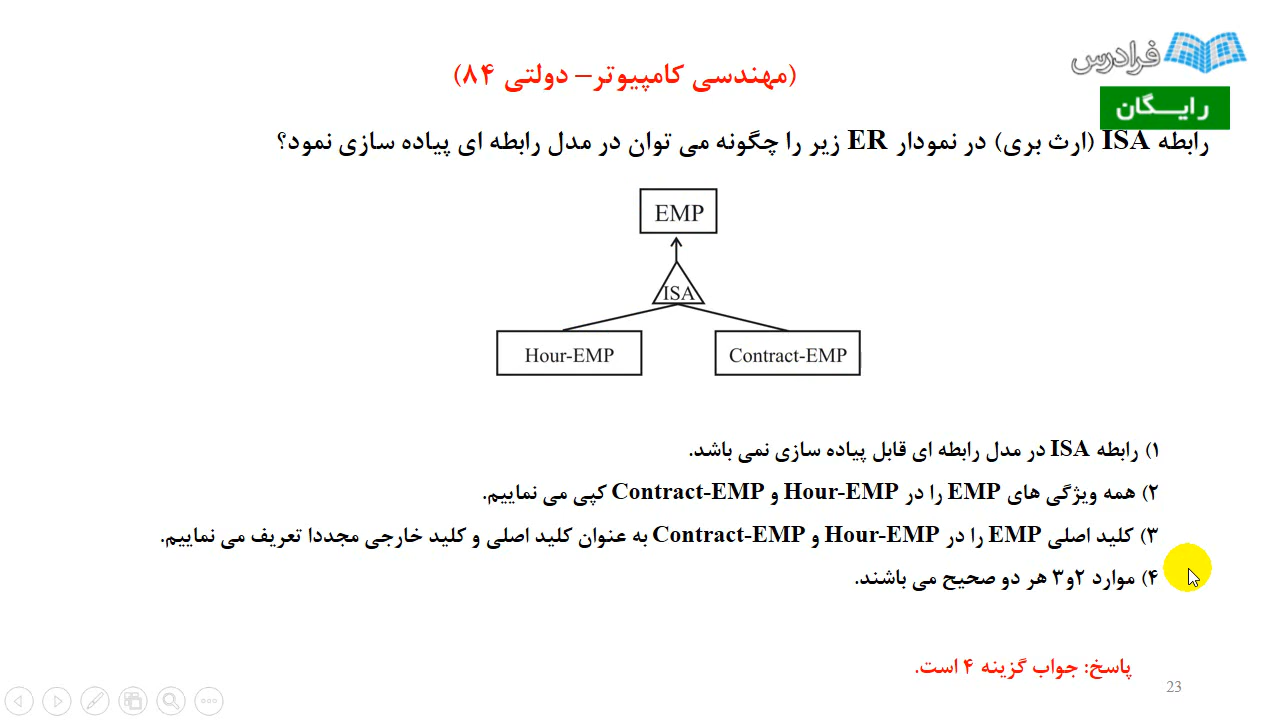 فرادرس
رایـــگان
(مهندسی کامپیوتر– دولتی ۸۴)
رابطه ISA (ارث بری) در نمودار ER زیر را چگونه می توان در مدل رابطه ای پیاده سازی نمود؟
EMP
ISA
Hour-EMP
Contract-EMP
۱) رابطه ISA در مدل رابطه ای قابل پیاده سازی نمی باشد.
۲) همه ویژگی های EMP را در Hour-EMP و Contract-EMP کپی می نماییم.
۳) کلید اصلی EMP را در Hour-EMP و Contract-EMP به عنوان کلید اصلی و کلید خارجی مجددا تعریف می نماییم.
۴) موارد ۲و۳ هر دو صحیح می باشند.
پاسخ: جواب گزینه ۴ است.
23